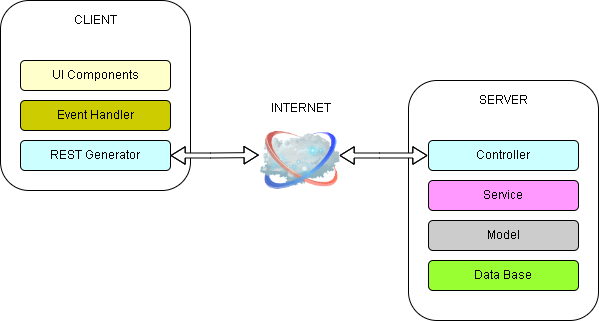 CLIENT
UI Components
Event Handler
REST Generator
INTERNET
SERVER
Controller
Service
Model
Data Base